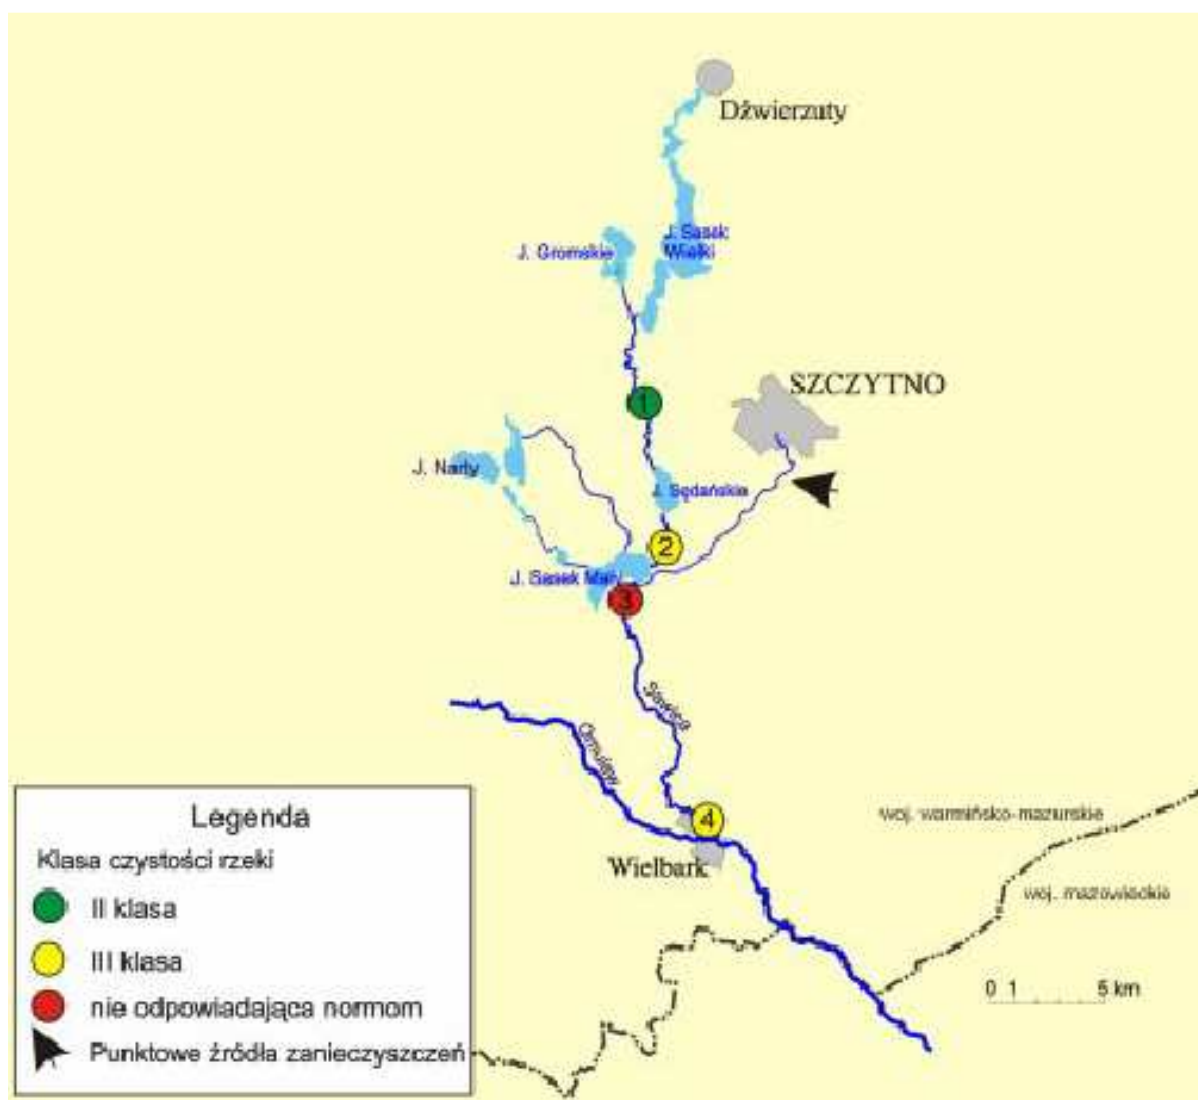 Dźwierzuty
J. Sasek
Wielki
J. Gromskie
SZCZYTNO
1
J. Narty
J. Sędańskie
2
J. Sasek Mały
3
Sawica
Omulew
4
Wielbark
woj. warmińsko-mazurskie
woj. mazowieckie
0 1 5 km
Legenda
Klasa czystości rzeki
II klasa
III klasa
nie odpowiadająca normom
Punktowe źródła zanieczyszczeń